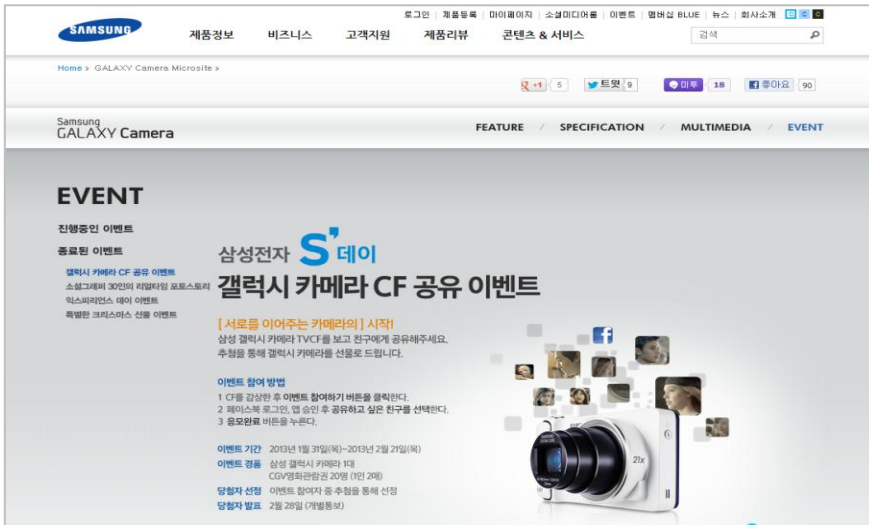 로그인 | 제품등록 | 마이페이지 | 소셜미디어룸 | 이벤트 | 멤버십 BLUE | 뉴스 | 회사소개
SAMSUNG 제품정보 비즈니스 고객지원 제품리뷰 콘텐츠 & 서비스 검색
Home > GALAXY Camera Microsite >
+1 5 트윗 9 미투 18 좋아요 90
Samsung
GALAXY Camera
FEATURE / SPECIFICATION / MULTIMEDIA / EVENT
EVENT
진행중인 이벤트
종료된 이벤트
갤럭시 카메라 CF 공유 이벤트
소셜그래퍼 30인의 리얼타임 포토스토리
익스피리언스 데이 이벤트
특별한 크리스마스 선물 이벤트
삼성전자 S' 데이
갤럭시 카메라 CF 공유 이벤트
[ 서로를 이어주는 카메라의 ] 시작!
삼성 갤럭시 카메라 TVCF를 보고 친구에게 공유해주세요.
추첨을 통해 갤럭시 카메라를 선물로 드립니다.
이벤트 참여 방법
1 CF를 감상한 후 이벤트 참여하기 버튼을 클릭한다.
2 페이스북 로그인, 앱 승인 후 공유하고 싶은 친구를 선택한다.
3 응모완료 버튼을 누른다.
이벤트 기간 2013년 1월 31일(목)~2013년 2월 21일(목)
이벤트 경품 삼성 갤럭시 카메라 1대
CGV영화관람권 20명 (1인 2매)
당첨자 선정 이벤트 참여자 중 추첨을 통해 선정
당첨자 발표 2월 28일 (개별통보)
SAMSUNG
21x